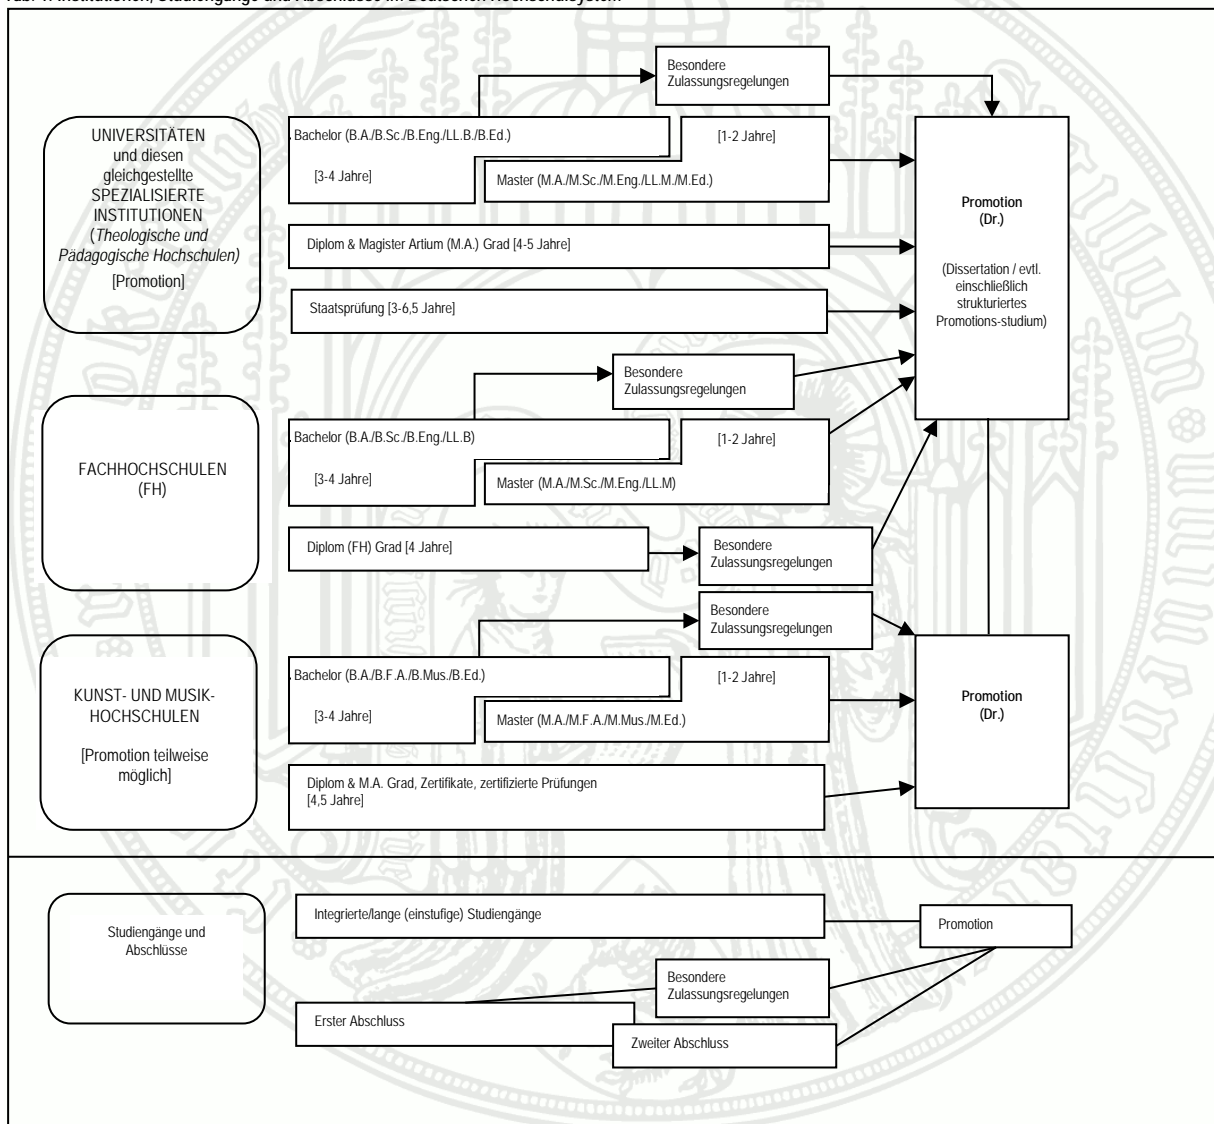 Tab. 1: Institutionen, Studiengänge und Abschlüsse im Deutschen Hochschulsystem
Besondere
Zulassungsregelungen
UNIVERSITÄTEN
und diesen
gleichgestellte
SPEZIALISIERTE
INSTITUTIONEN
(Theologische und
Pädagogische Hochschulen)
[Promotion]
Bachelor (B.A./B.Sc./B.Eng./LL.B./B.Ed.)
[3-4 Jahre]
[1-2 Jahre]
Master (M.A./M.Sc./M.Eng./LL.M./M.Ed.)
Diplom & Magister Artium (M.A.) Grad [4-5 Jahre]
Staatsprüfung [3-6,5 Jahre]
Promotion
(Dr.)
(Dissertation / evtl.
einschließlich
strukturiertes
Promotions-studium)
Besondere
Zulassungsregelungen
FACHHOCHSCHULEN
(FH)
Bachelor (B.A./B.Sc./B.Eng./LL.B)
[3-4 Jahre]
[1-2 Jahre]
Master (M.A./M.Sc./M.Eng./LL.M)
Diplom (FH) Grad [4 Jahre]
Besondere
Zulassungsregelungen
Besondere
Zulassungsregelungen
KUNST- UND MUSIK-
HOCHSCHULEN
[Promotion teilweise
möglich]
Bachelor (B.A./B.F.A./B.Mus./B.Ed.)
[3-4 Jahre]
[1-2 Jahre]
Master (M.A./M.F.A./M.Mus./M.Ed.)
Diplom & M.A. Grad, Zertifikate, zertifizierte Prüfungen
[4,5 Jahre]
Promotion
(Dr.)
Studiengänge und
Abschlüsse
Integrierte/lange (einstufige) Studiengänge
Promotion
Besondere
Zulassungsregelungen
Erster Abschluss
Zweiter Abschluss